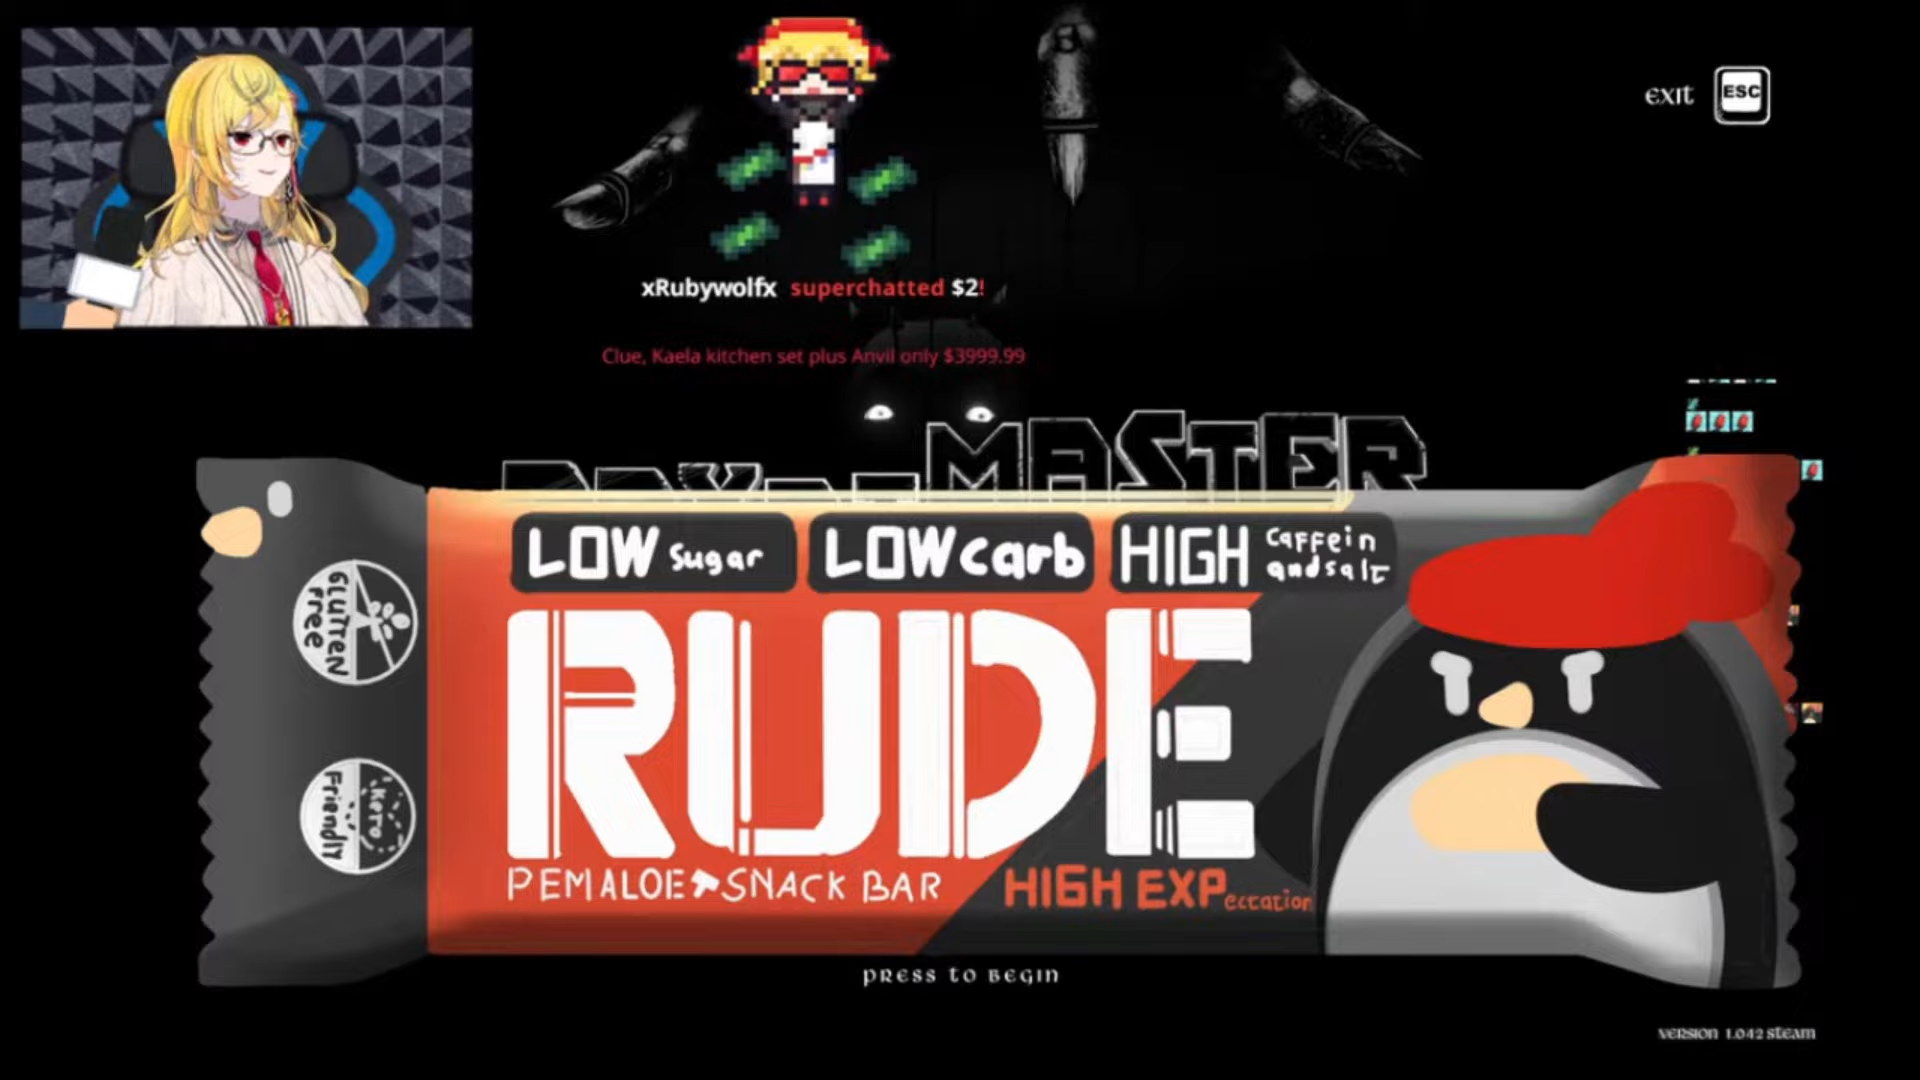 exit ESC
xRubywolfx superchatted $2!
Clue, Kaela kitchen set plus Anvil only $3999.99
MASTER
LOW sugar
LOW carb
HIGH caffein and salt
GLUTTEN free
RUDE
keto friendly
PEMALOE SNACK BAR
HIGH EXPectation
press to begin
version 1.042 steam